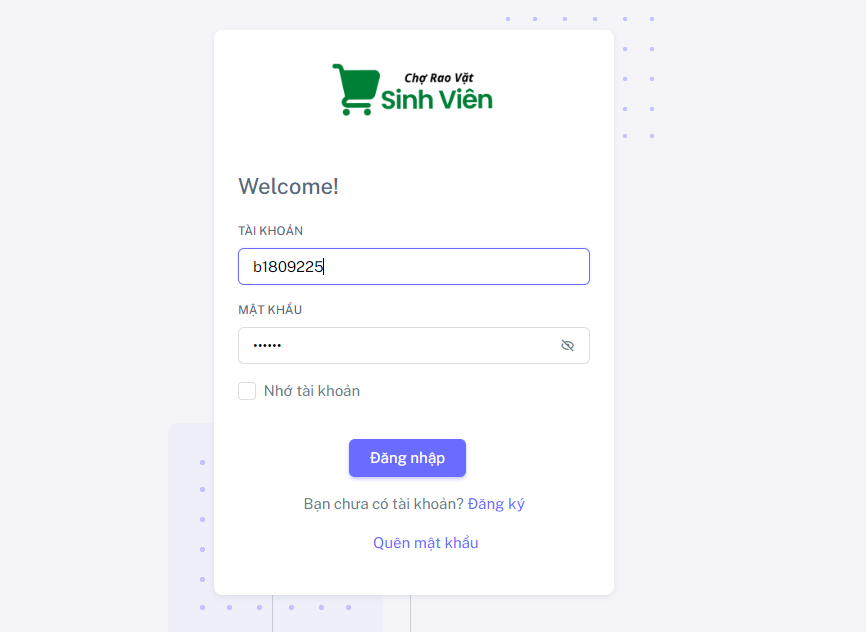 Chợ Rao Vặt
Sinh Viên
Welcome!
TÀI KHOẢN
b1809225
MẬT KHẨU
••••••
Nhớ tài khoản
Đăng nhập
Bạn chưa có tài khoản? Đăng ký
Quên mật khẩu